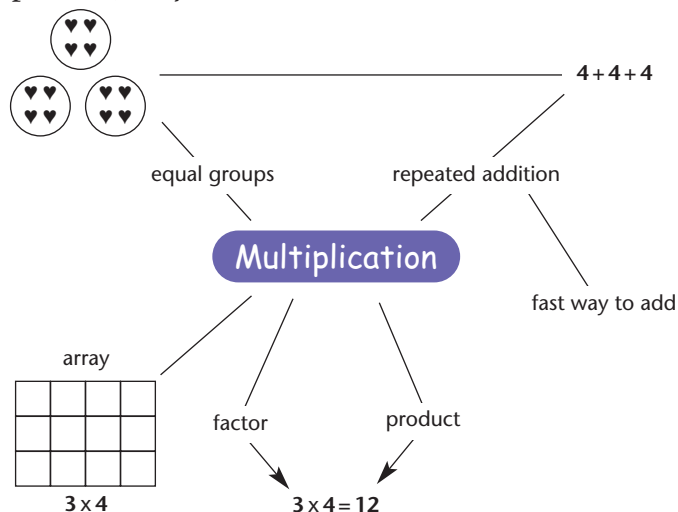 4 + 4 + 4
equal groups
repeated addition
Multiplication
fast way to add
array
factor
product
3 x 4
3 x 4 = 12